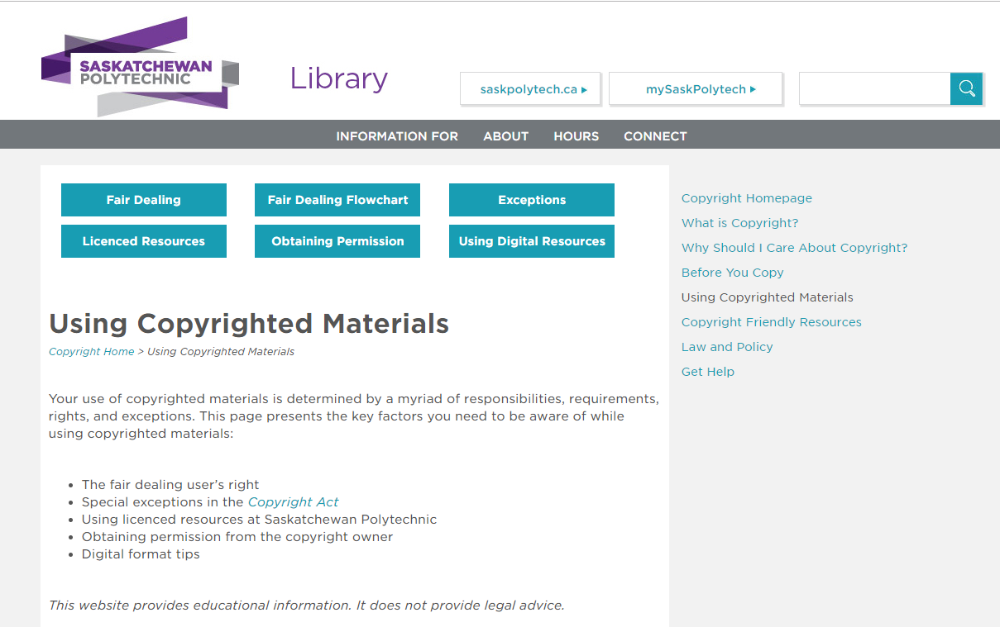 SASKATCHEWAN
POLYTECHNIC
Library
saskpolytech.ca
mySaskPolytech
INFORMATION FOR ABOUT HOURS CONNECT
Fair Dealing Fair Dealing Flowchart Exceptions
Licenced Resources Obtaining Permission Using Digital Resources
Using Copyrighted Materials
Copyright Home > Using Copyrighted Materials
Your use of copyrighted materials is determined by a myriad of responsibilities, requirements,
rights, and exceptions. This page presents the key factors you need to be aware of while
using copyrighted materials:
• The fair dealing user’s right
• Special exceptions in the Copyright Act
• Using licenced resources at Saskatchewan Polytechnic
• Obtaining permission from the copyright owner
• Digital format tips
This website provides educational information. It does not provide legal advice.
Copyright Homepage
What is Copyright?
Why Should I Care About Copyright?
Before You Copy
Using Copyrighted Materials
Copyright Friendly Resources
Law and Policy
Get Help